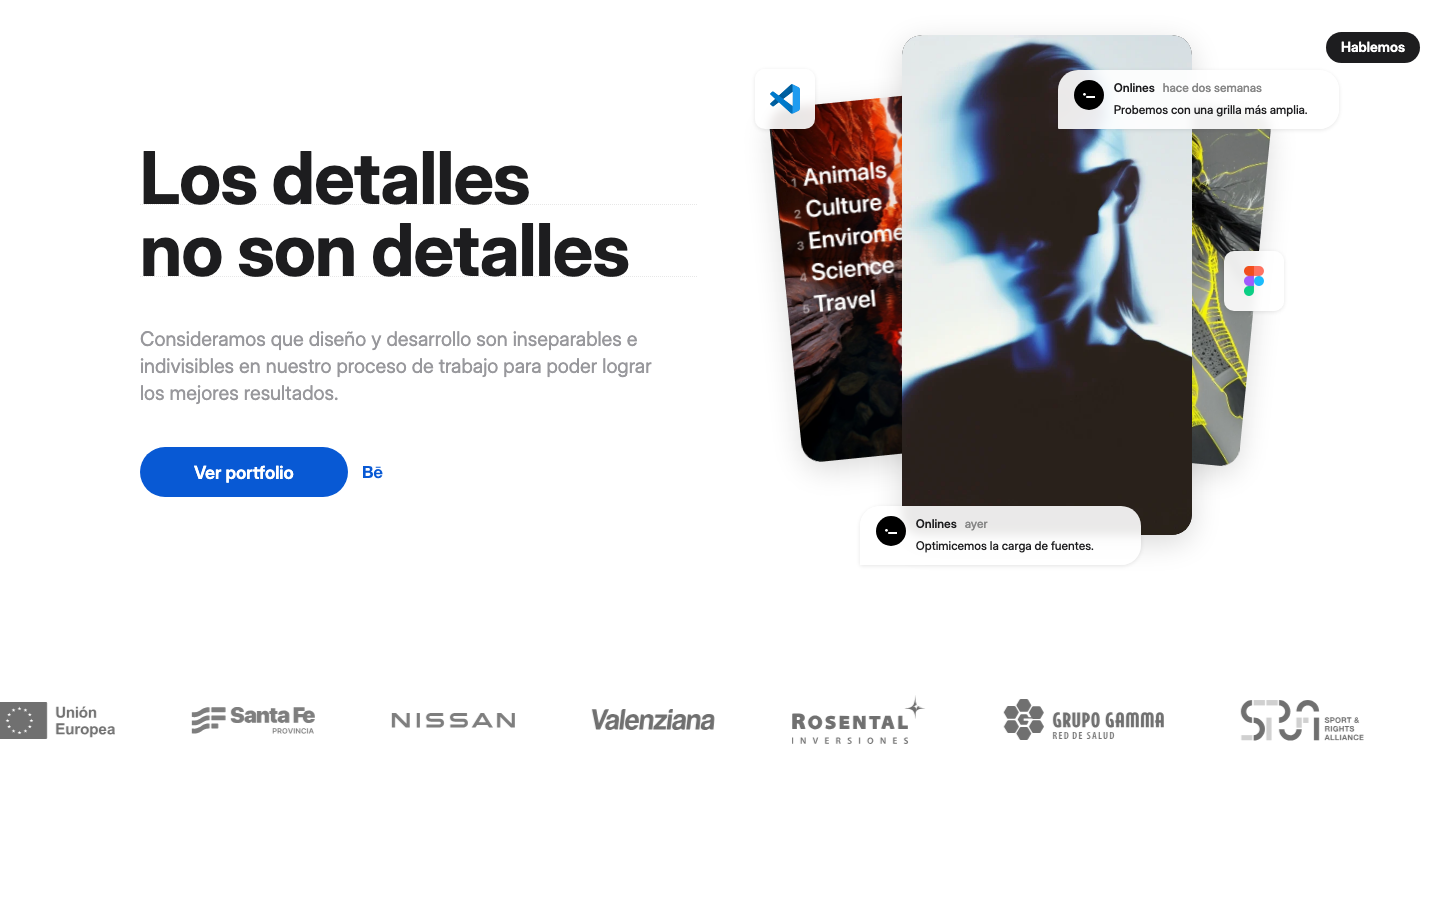 Hablemos
Los detalles
no son detalles
Consideramos que diseño y desarrollo son inseparables e
indivisibles en nuestro proceso de trabajo para poder lograr
los mejores resultados.
Ver portfolio
Bē
Onlines hace dos semanas
Probemos con una grilla más amplia.
1 Animals
2 Culture
3 Envirome
4 Science
5 Travel
Onlines ayer
Optimicemos la carga de fuentes.
Unión
Europea
Santa Fe
PROVINCIA
NISSAN
Valenziana
ROSENTAL
INVERSIONES
G
GRUPO GAMMA
RED DE SALUD
SPRA
SPORT &
RIGHTS
ALLIANCE